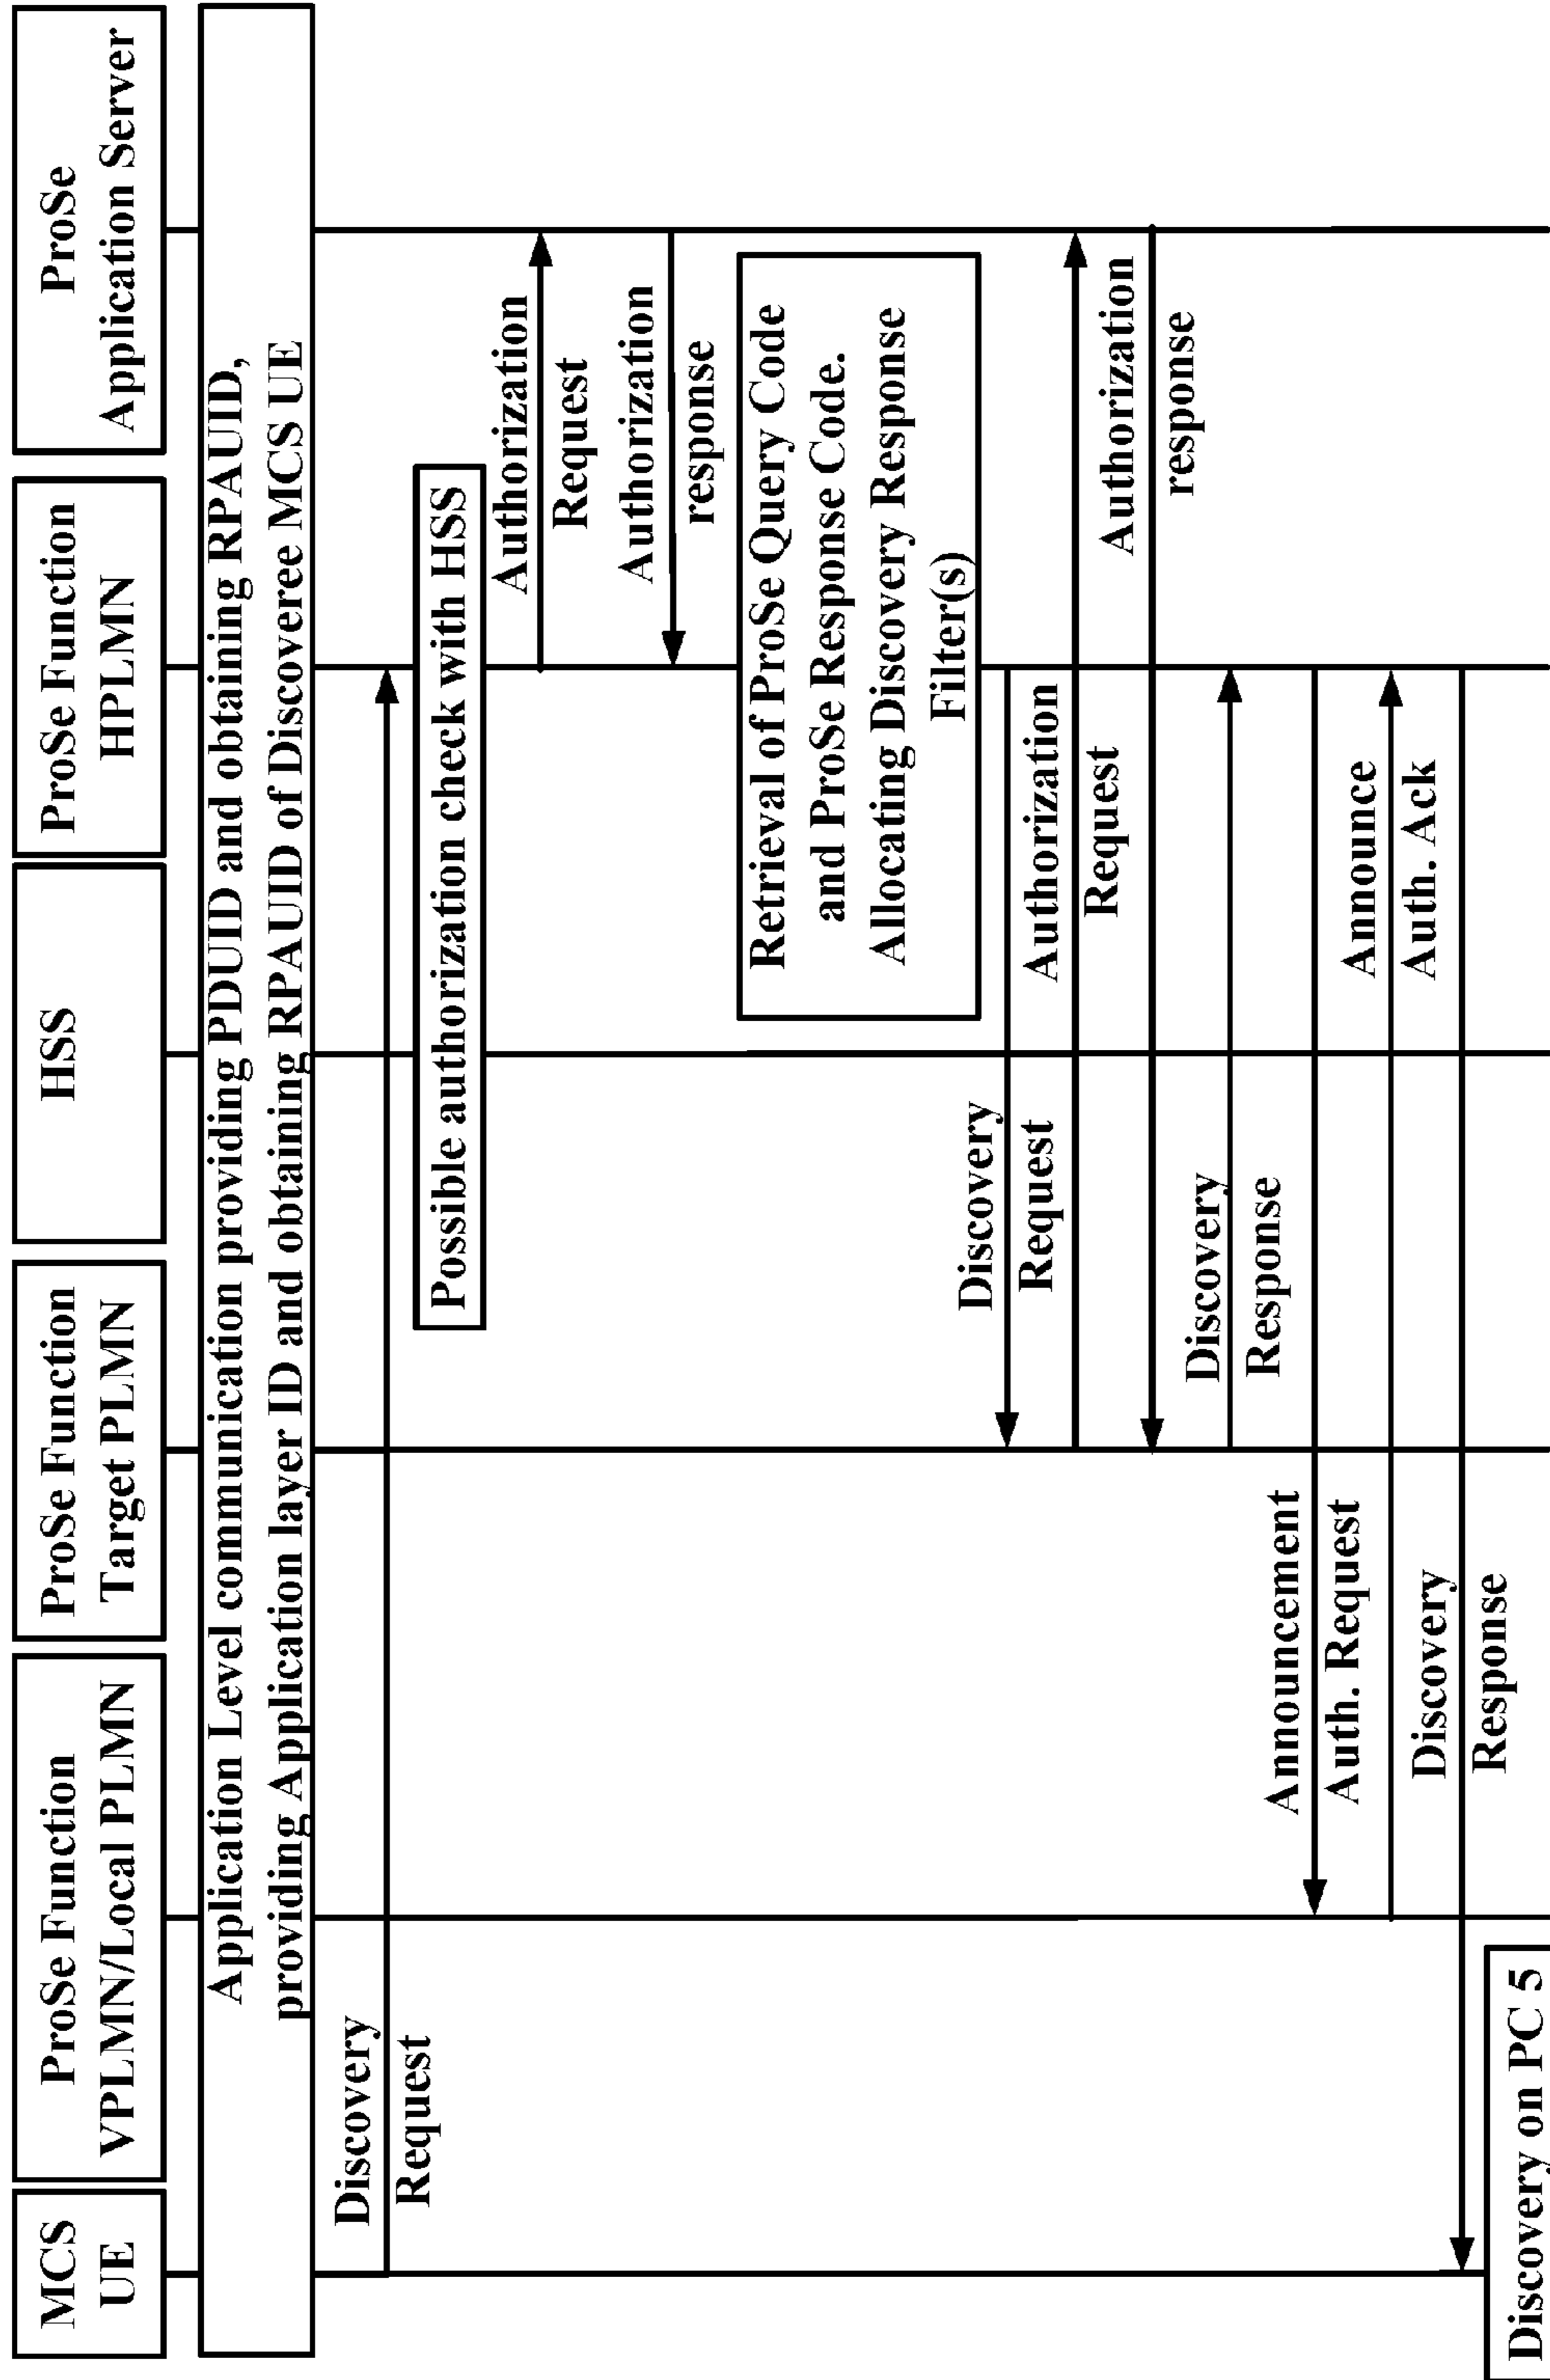 MCS
UE
ProSe Function
VPLMN/Local PLMN
ProSe Function
Target PLMN
HSS
ProSe Function
HPLMN
ProSe
Application Server
Application Level communication providing PDUID and obtaining RPAUID,
providing Application layer ID and obtaining RPAUID of Discoveree MCS UE
Discovery
Request
Possible authorization check with HSS
Authorization
Request
Authorization
response
Retrieval of ProSe Query Code
and ProSe Response Code.
Allocating Discovery Response
Filter(s)
Discovery
Request
Authorization
Request
Authorization
response
Discovery
Response
Announcement
Auth. Request
Announce
Auth. Ack
Discovery
Response
Discovery on PC 5